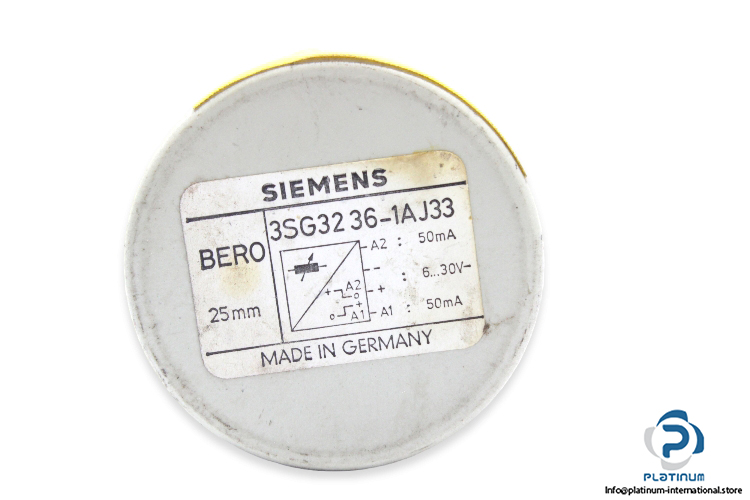 SIEMENS
BERO
3SG32 36-1AJ33
25mm
A2 : 50mA
-
+ : 6...30V-
A1 : 50mA
+ A2
+
A1
MADE IN GERMANY
PLATINUM
Info@platinum-international.store